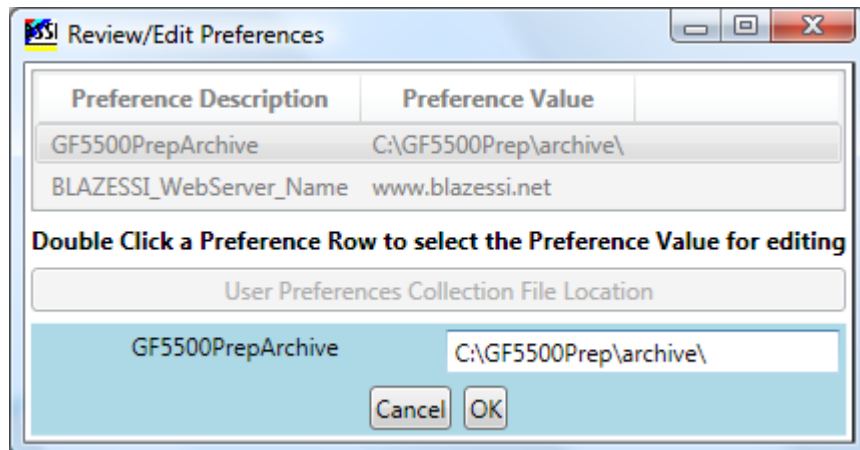 SSI Review/Edit Preferences
Preference Description Preference Value
GF5500PrepArchive C:\GF5500Prep\archive\
BLAZESSI_WebServer_Name www.blazessi.net
Double Click a Preference Row to select the Preference Value for editing
User Preferences Collection File Location
GF5500PrepArchive C:\GF5500Prep\archive\
Cancel OK